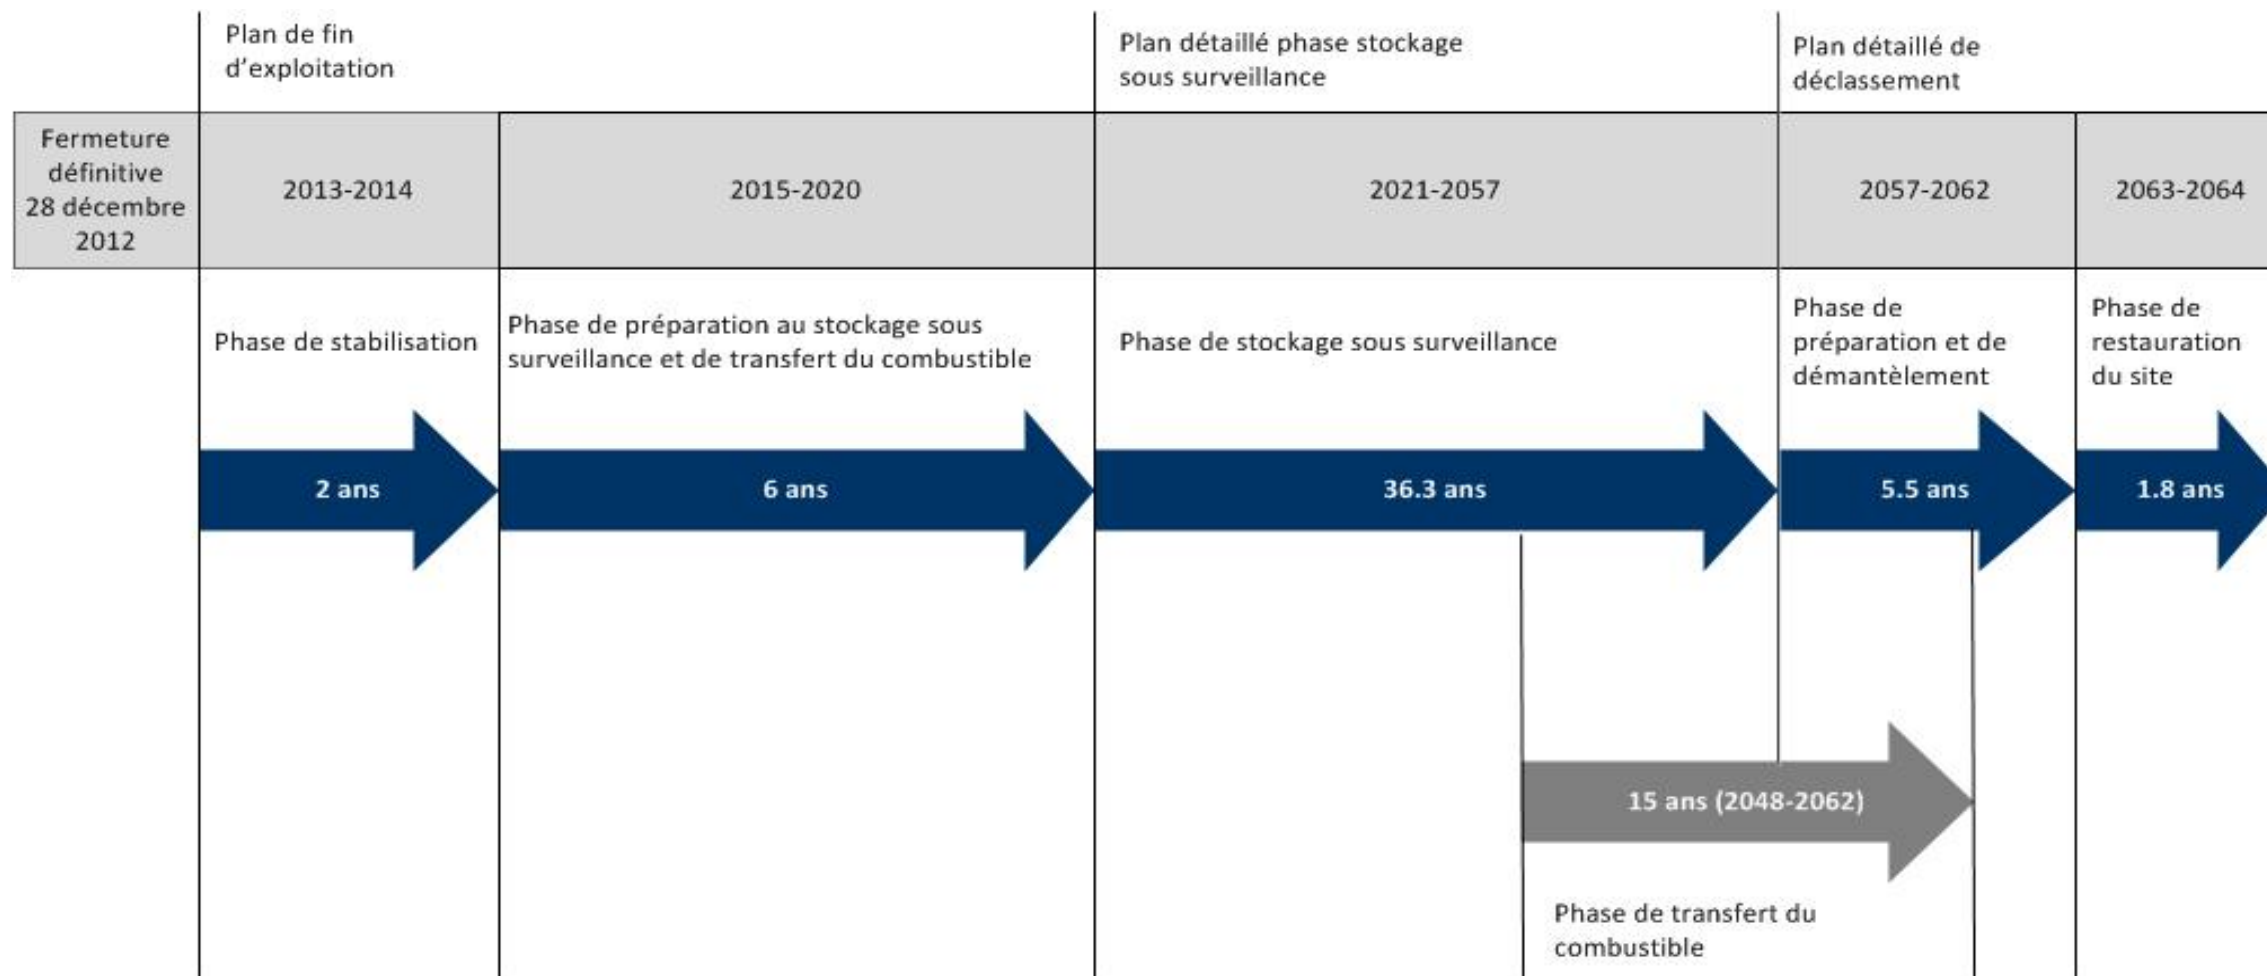 Plan de fin
d'exploitation
Plan détaillé phase stockage
sous surveillance
Plan détaillé de
déclassement
Fermeture
définitive
28 décembre
2012
2013-2014
2015-2020
2021-2057
2057-2062
2063-2064
Phase de stabilisation
Phase de préparation au stockage sous
surveillance et de transfert du combustible
Phase de stockage sous surveillance
Phase de
préparation et de
démantèlement
Phase de
restauration
du site
2 ans
6 ans
36.3 ans
5.5 ans
1.8 ans
15 ans (2048-2062)
Phase de transfert du
combustible